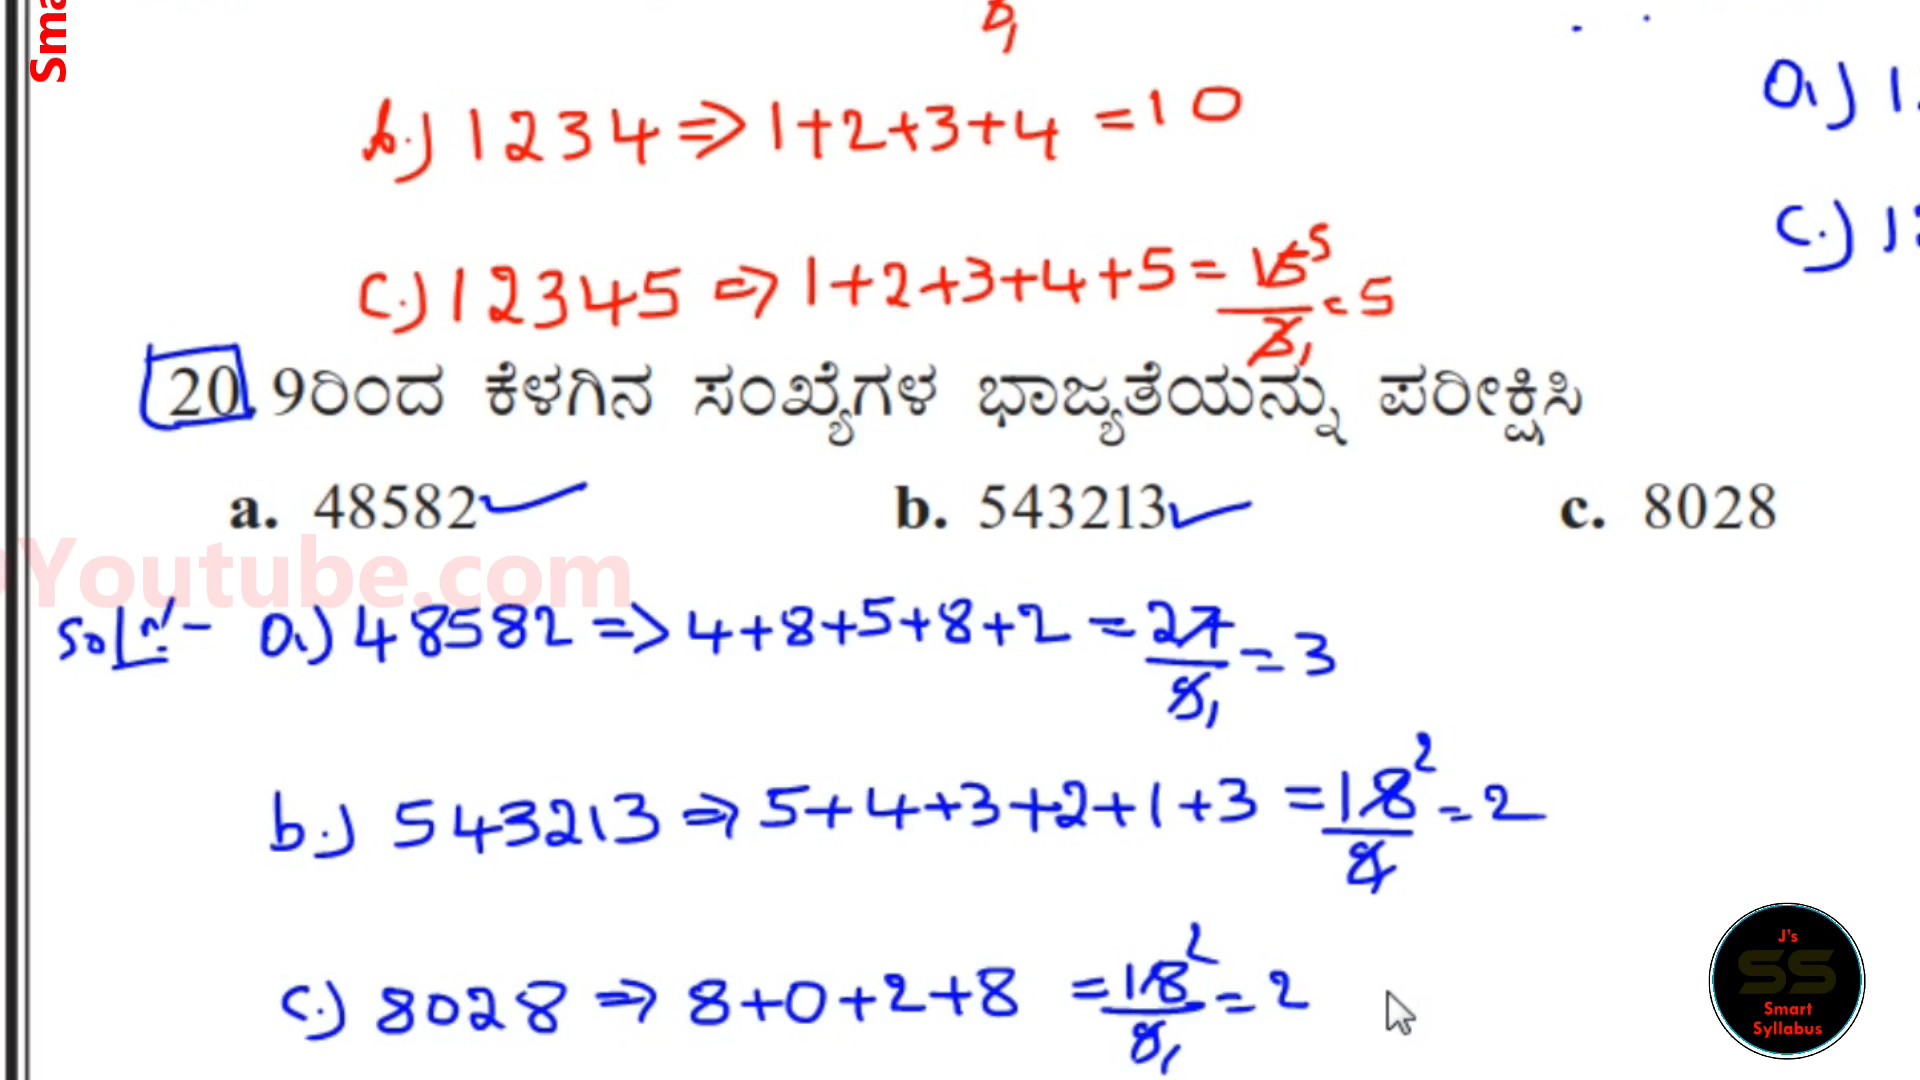 Sma
b.) 1234 ⇒ 1+2+3+4 = 10
c.) 12345 ⇒ 1+2+3+4+5 = 15/3 = 5
20. 9ರಿಂದ ಕೆಳಗಿನ ಸಂಖ್ಯೆಗಳ ಭಾಜ್ಯತೆಯನ್ನು ಪರೀಕ್ಷಿಸಿ
a. 48582 ✓ b. 543213 ✓ c. 8028
Youtube.com
Soln:- a.) 48582 ⇒ 4+8+5+8+2 = 27/9 = 3
b.) 543213 ⇒ 5+4+3+2+1+3 = 18/9 = 2
c.) 8028 ⇒ 8+0+2+8 = 18/9 = 2
a.) 1
c.) 1
J's
SS
Smart
Syllabus